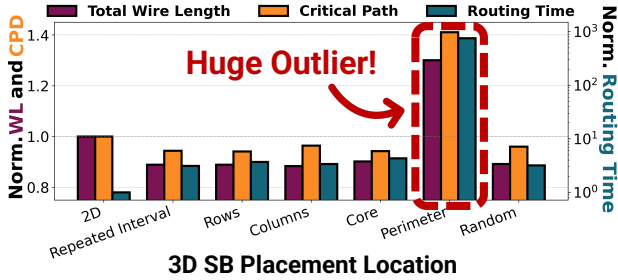 Total Wire Length Critical Path Routing Time
Norm. WL and CPD
1.4
1.2
1.0
0.8
Huge Outlier!
10³
10²
10¹
10⁰
Norm. Routing Time
2D
Repeated Interval
Rows
Columns
Core
Perimeter
Random
3D SB Placement Location